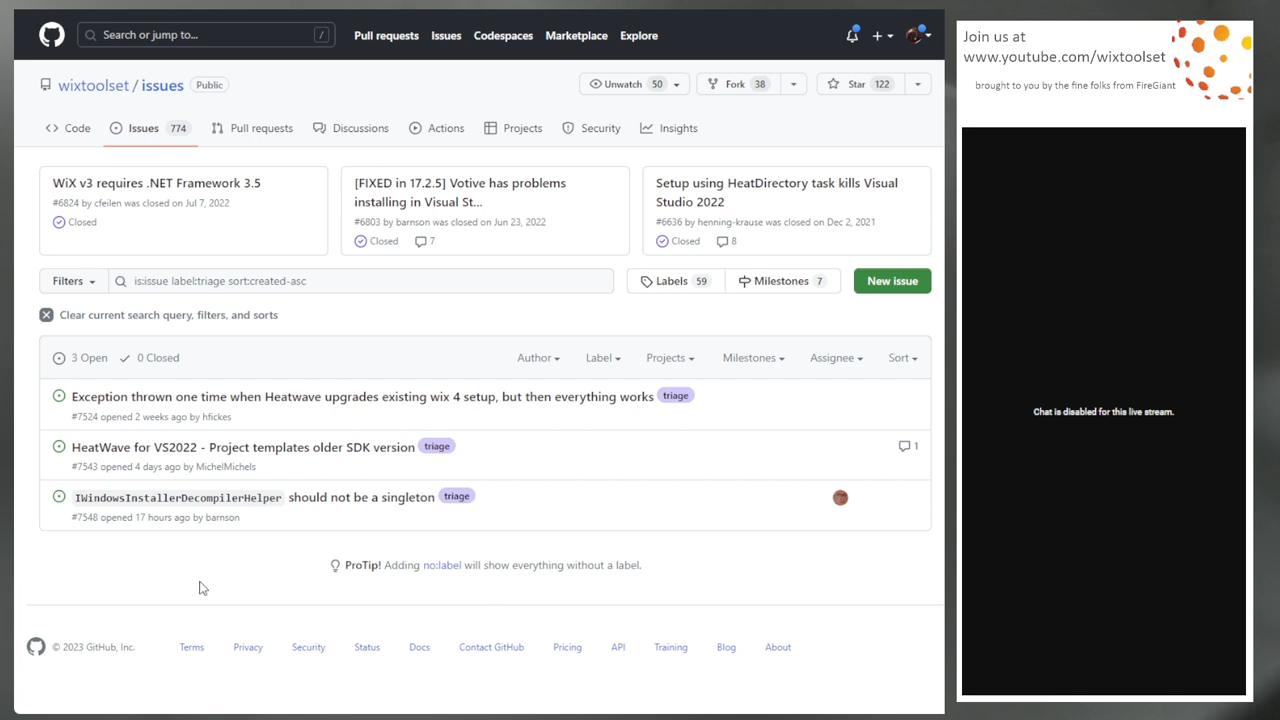 Search or jump to... /
Pull requests Issues Codespaces Marketplace Explore
wixtoolset / issues Public
Unwatch 50 Fork 38 Star 122
Code Issues 774 Pull requests Discussions Actions Projects Security Insights
WiX v3 requires .NET Framework 3.5
#6824 by cfeilen was closed on Jul 7, 2022
Closed
[FIXED in 17.2.5] Votive has problems
installing in Visual St...
#6803 by barnson was closed on Jun 23, 2022
Closed 7
Setup using HeatDirectory task kills Visual
Studio 2022
#6636 by henning-krause was closed on Dec 2, 2021
Closed 8
Filters is:issue label:triage sort:created-asc Labels 59 Milestones 7 New issue
Clear current search query, filters, and sorts
3 Open 0 Closed Author Label Projects Milestones Assignee Sort
Exception thrown one time when Heatwave upgrades existing wix 4 setup, but then everything works triage
#7524 opened 2 weeks ago by hfickes
HeatWave for VS2022 - Project templates older SDK version triage 1
#7543 opened 4 days ago by MichelMichels
IWindowsInstallerDecompilerHelper should not be a singleton triage
#7548 opened 17 hours ago by barnson
ProTip! Adding no:label will show everything without a label.
© 2023 GitHub, Inc. Terms Privacy Security Status Docs Contact GitHub Pricing API Training Blog About
Join us at
www.youtube.com/wixtoolset
brought to you by the fine folks from FireGiant
Chat is disabled for this live stream.